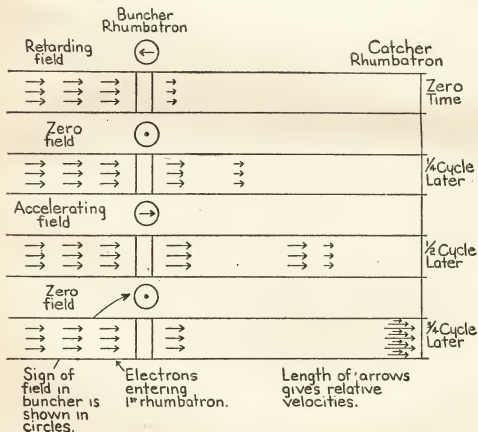 Buncher
Rhumbatron
Retarding
field
Catcher
Rhumbatron
Zero
Time
Zero
field
¼ Cycle
Later
Accelerating
field
½ Cycle
Later
Zero
field
¾ Cycle
Later
Sign of
field in
buncher is
shown in
circles.
Electrons
entering
1st rhumbatron.
Length of arrows
gives relative
velocities.